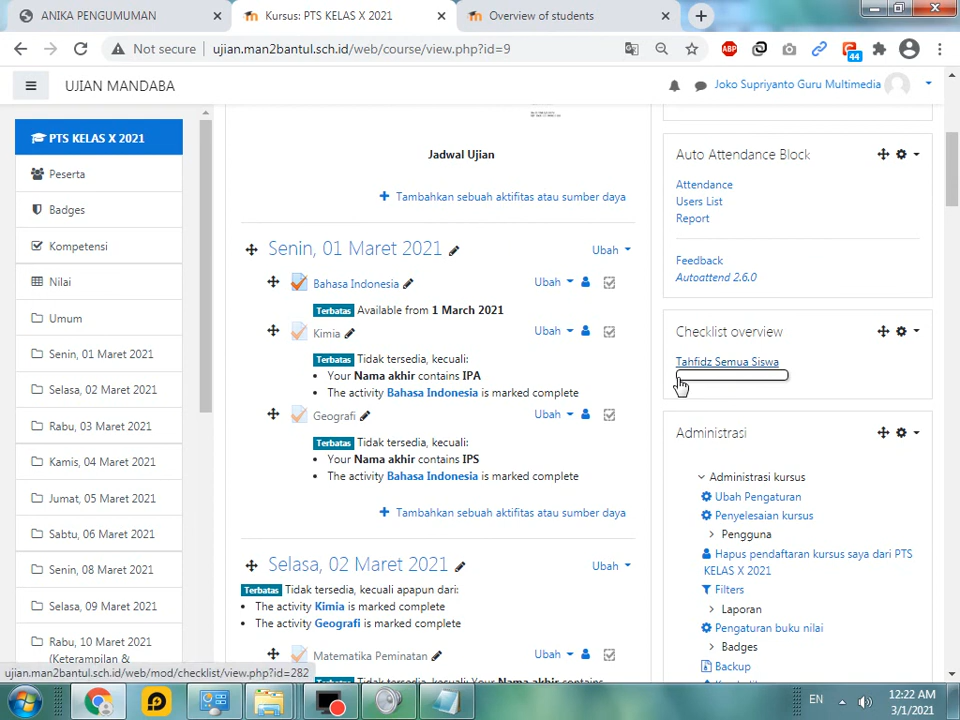 ANIKA PENGUMUMAN
Kursus: PTS KELAS X 2021
Overview of students
Not secure
ujian.man2bantul.sch.id/web/course/view.php?id=9
ABP
44
UJIAN MANDABA
Joko Supriyanto Guru Multimedia
PTS KELAS X 2021
Peserta
Badges
Kompetensi
Nilai
Umum
Senin, 01 Maret 2021
Selasa, 02 Maret 2021
Rabu, 03 Maret 2021
Kamis, 04 Maret 2021
Jumat, 05 Maret 2021
Sabtu, 06 Maret 2021
Senin, 08 Maret 2021
Selasa, 09 Maret 2021
Rabu, 10 Maret 2021
(Keterampilan &
Jadwal Ujian
Tambahkan sebuah aktifitas atau sumber daya
Senin, 01 Maret 2021
Ubah
Bahasa Indonesia
Ubah
Terbatas Available from 1 March 2021
Kimia
Ubah
Terbatas Tidak tersedia, kecuali:
• Your Nama akhir contains IPA
• The activity Bahasa Indonesia is marked complete
Geografi
Ubah
Terbatas Tidak tersedia, kecuali:
• Your Nama akhir contains IPS
• The activity Bahasa Indonesia is marked complete
Tambahkan sebuah aktifitas atau sumber daya
Selasa, 02 Maret 2021
Ubah
Terbatas Tidak tersedia, kecuali apapun dari:
• The activity Kimia is marked complete
• The activity Geografi is marked complete
Matematika Peminatan
Ubah
Auto Attendance Block
Attendance
Users List
Report
Feedback
Autoattend 2.6.0
Checklist overview
Tahfidz Semua Siswa
Administrasi
Administrasi kursus
Ubah Pengaturan
Penyelesaian kursus
Pengguna
Hapus pendaftaran kursus saya dari PTS
KELAS X 2021
Filters
Laporan
Pengaturan buku nilai
Badges
Backup
ujian.man2bantul.sch.id/web/mod/checklist/view.php?id=282
EN
12:22 AM
3/1/2021